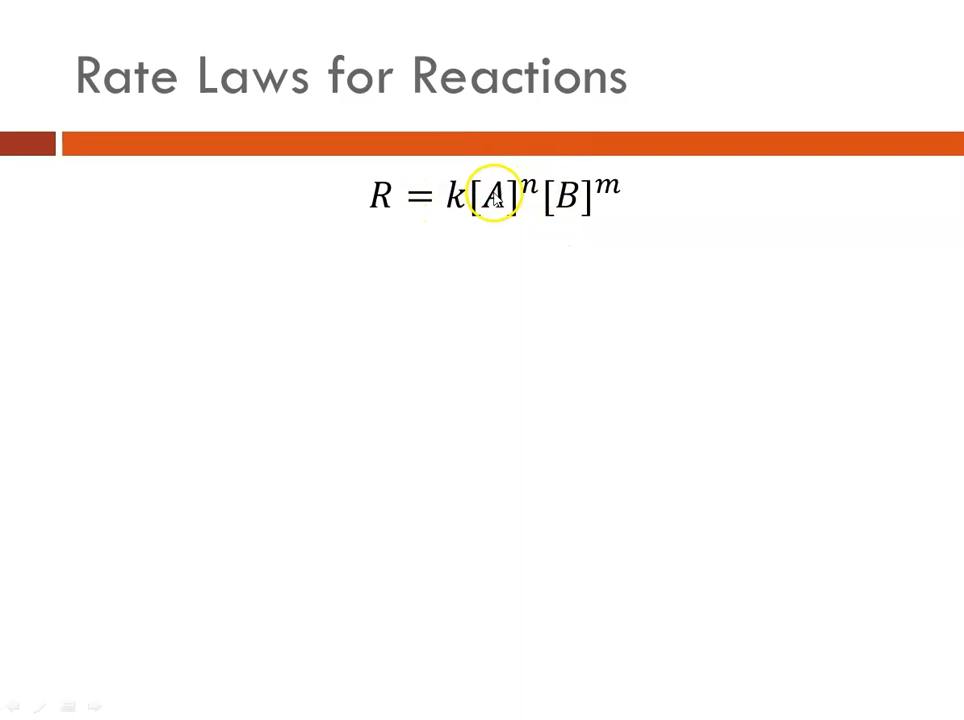 Rate Laws for Reactions
R = k[A]ⁿ[B]ᵐ